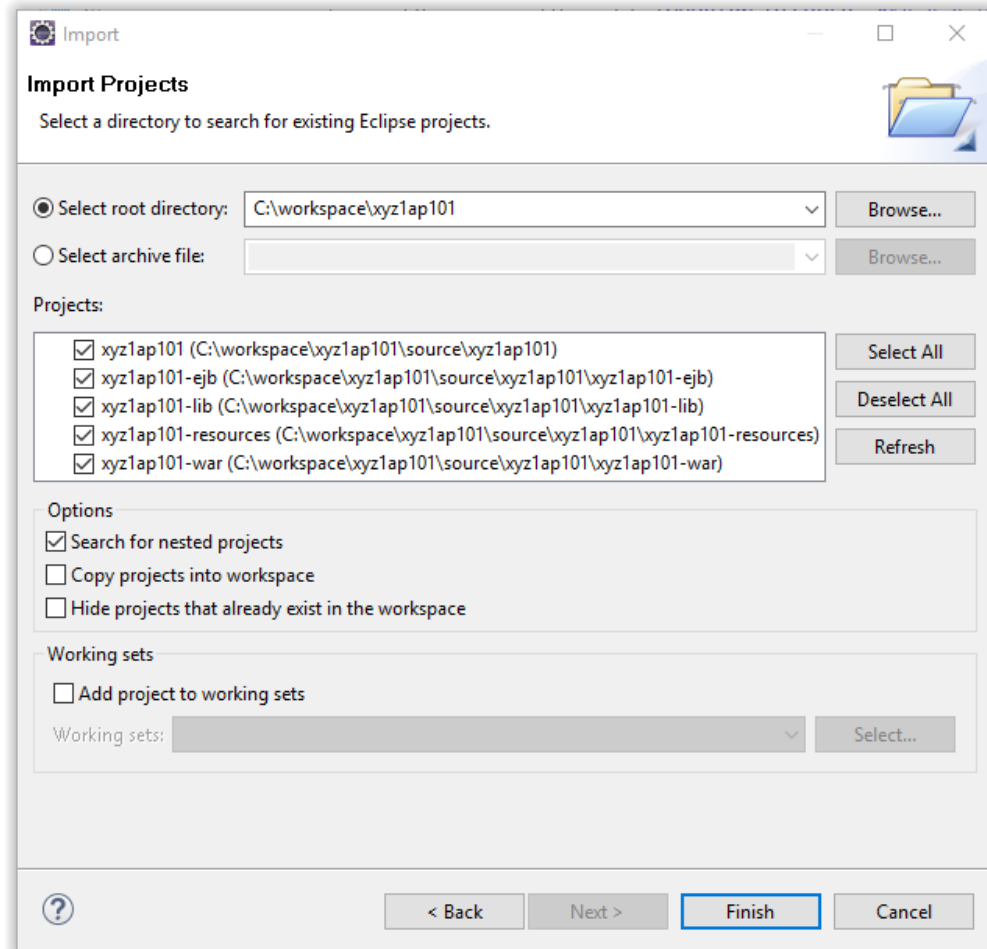 Import
Import Projects
Select a directory to search for existing Eclipse projects.
Select root directory: C:\workspace\xyz1ap101 Browse...
Select archive file: Browse...
Projects:
xyz1ap101 (C:\workspace\xyz1ap101\source\xyz1ap101)
xyz1ap101-ejb (C:\workspace\xyz1ap101\source\xyz1ap101\xyz1ap101-ejb)
xyz1ap101-lib (C:\workspace\xyz1ap101\source\xyz1ap101\xyz1ap101-lib)
xyz1ap101-resources (C:\workspace\xyz1ap101\source\xyz1ap101\xyz1ap101-resources)
xyz1ap101-war (C:\workspace\xyz1ap101\source\xyz1ap101\xyz1ap101-war)
Select All
Deselect All
Refresh
Options
Search for nested projects
Copy projects into workspace
Hide projects that already exist in the workspace
Working sets
Add project to working sets
Working sets: Select...
? < Back Next > Finish Cancel